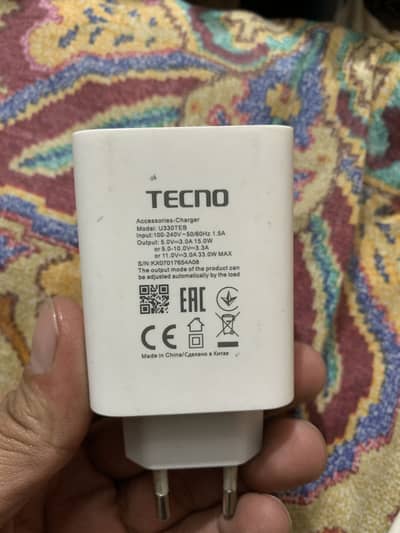 TECNO
Accessories-Charger
Model: U330TEB
Input:100-240V~50/60Hz 1.5A
Output: 5.0V⎓3.0A 15.0W
or 5.0-10.0V⎓3.3A
or 11.0V⎓3.0A 33.0W MAX
S/N:KX07017654A08
The output mode of the product can
be adjusted automatically by the load
EAC
CE
Made in China/Сделано в Китае